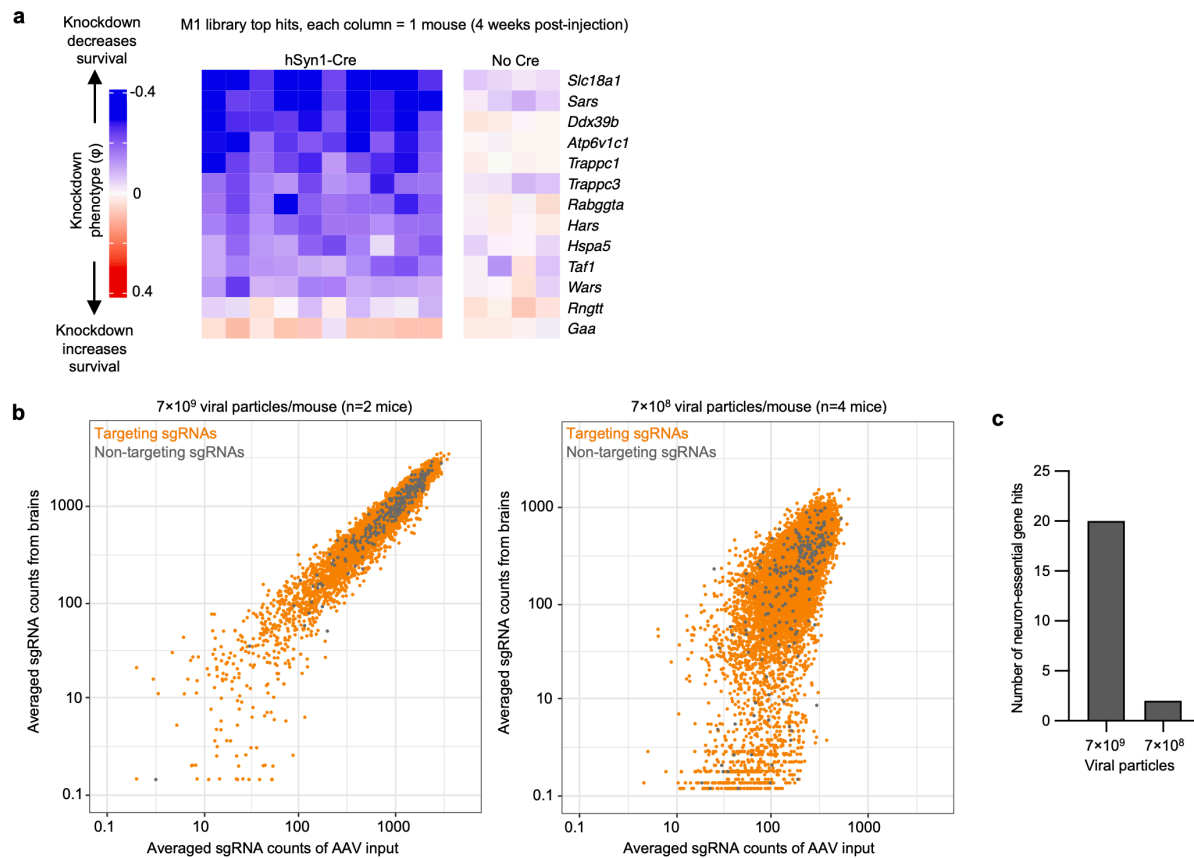 a
Knockdown
decreases
survival
M1 library top hits, each column = 1 mouse (4 weeks post-injection)
hSyn1-Cre
No Cre
Knockdown
phenotype (φ)
-0.4
0
0.4
Knockdown
increases
survival
Slc18a1
Sars
Ddx39b
Atp6v1c1
Trappc1
Trappc3
Rabggta
Hars
Hspa5
Taf1
Wars
Rngtt
Gaa
b
7×10⁹ viral particles/mouse (n=2 mice)
Targeting sgRNAs
Non-targeting sgRNAs
Averaged sgRNA counts from brains
1000
100
10
0.1
0.1
10
100
1000
Averaged sgRNA counts of AAV input
7×10⁸ viral particles/mouse (n=4 mice)
Targeting sgRNAs
Non-targeting sgRNAs
Averaged sgRNA counts from brains
1000
100
10
0.1
0.1
10
100
1000
Averaged sgRNA counts of AAV input
c
Number of neuron-essential gene hits
25
20
15
10
5
0
7×10⁹
7×10⁸
Viral particles